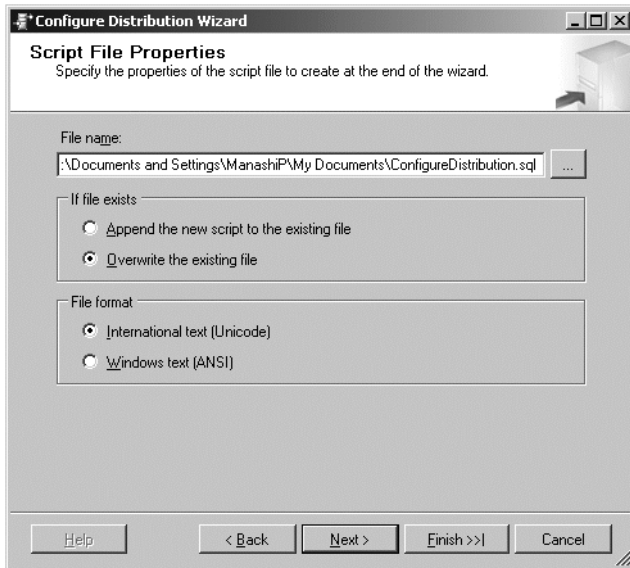 Configure Distribution Wizard
Script File Properties
Specify the properties of the script file to create at the end of the wizard.
File name:
:\Documents and Settings\ManashiP\My Documents\ConfigureDistribution.sql
...
If file exists
Append the new script to the existing file
Overwrite the existing file
File format
International text (Unicode)
Windows text (ANSI)
Help
< Back
Next >
Finish >>|
Cancel